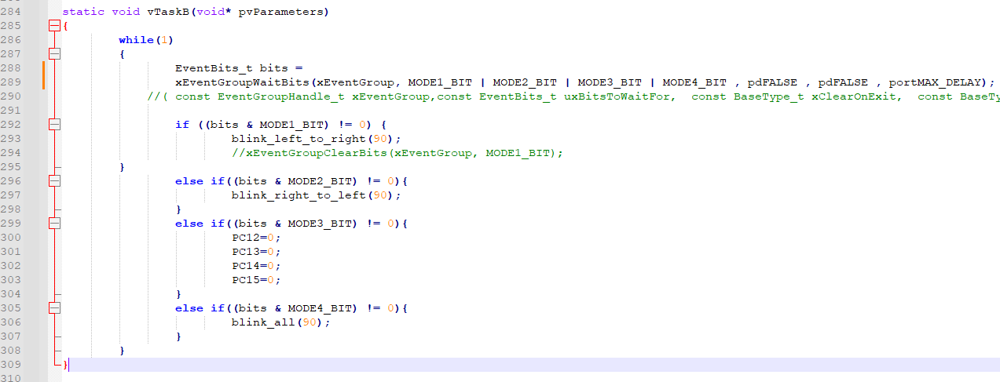 284 static void vTaskB(void* pvParameters)
285 {
286 while(1)
287 {
288 EventBits_t bits =
289 xEventGroupWaitBits(xEventGroup, MODE1_BIT | MODE2_BIT | MODE3_BIT | MODE4_BIT , pdFALSE , pdFALSE , portMAX_DELAY);
290 //( const EventGroupHandle_t xEventGroup,const EventBits_t uxBitsToWaitFor,  const BaseType_t xClearOnExit,  const BaseTy
291
292 if ((bits & MODE1_BIT) != 0) {
293 blink_left_to_right(90);
294 //xEventGroupClearBits(xEventGroup, MODE1_BIT);
295 }
296 else if((bits & MODE2_BIT) != 0){
297 blink_right_to_left(90);
298 }
299 else if((bits & MODE3_BIT) != 0){
300 PC12=0;
301 PC13=0;
302 PC14=0;
303 PC15=0;
304 }
305 else if((bits & MODE4_BIT) != 0){
306 blink_all(90);
307 }
308 }
309 }
310